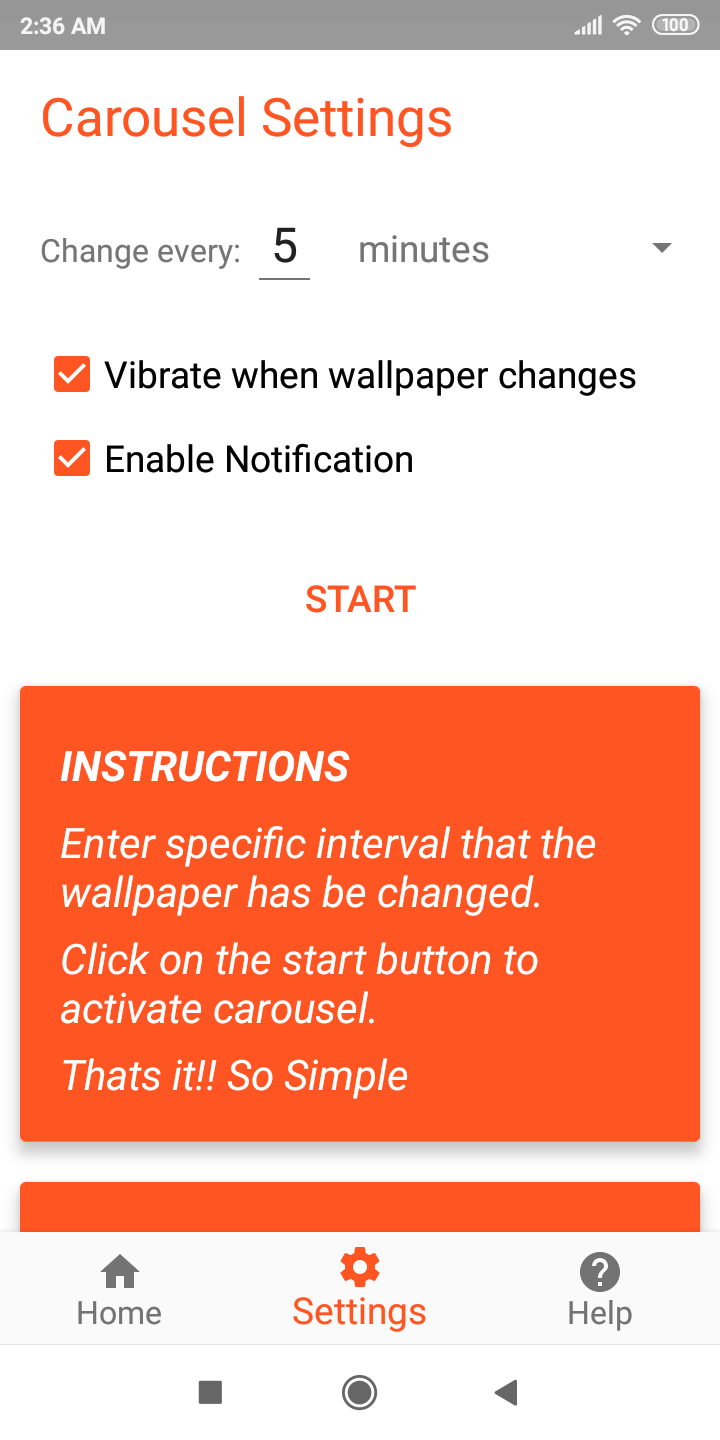 2:36 AM 100
Carousel Settings
Change every: 5 minutes
Vibrate when wallpaper changes
Enable Notification
START
INSTRUCTIONS
Enter specific interval that the
wallpaper has be changed.
Click on the start button to
activate carousel.
Thats it!! So Simple
Home Settings Help